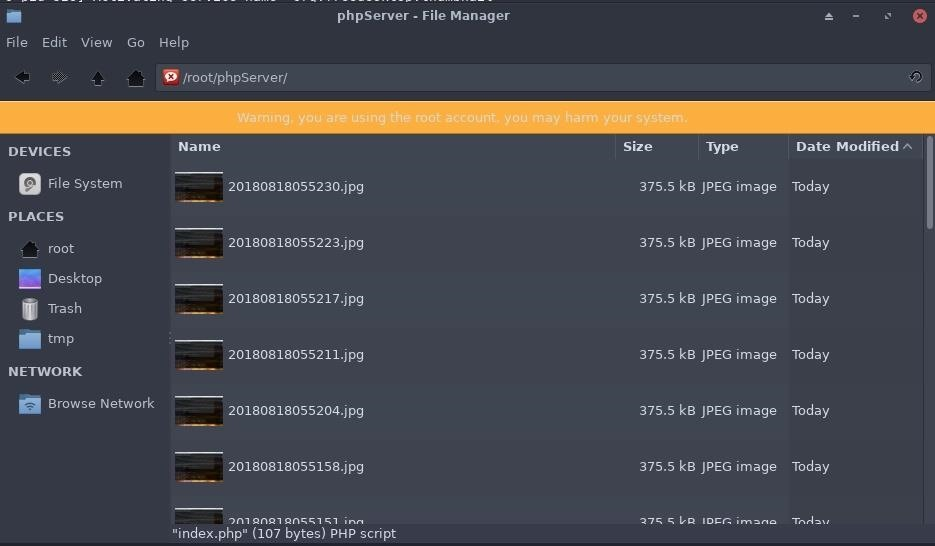 phpServer - File Manager
File Edit View Go Help
/root/phpServer/
Warning, you are using the root account, you may harm your system.
DEVICES
File System
PLACES
root
Desktop
Trash
tmp
NETWORK
Browse Network
Name Size Type Date Modified
20180818055230.jpg 375.5 kB JPEG image Today
20180818055223.jpg 375.5 kB JPEG image Today
20180818055217.jpg 375.5 kB JPEG image Today
20180818055211.jpg 375.5 kB JPEG image Today
20180818055204.jpg 375.5 kB JPEG image Today
20180818055158.jpg 375.5 kB JPEG image Today
20180818055151.jpg 375.5 kB JPEG image Today
"index.php" (107 bytes) PHP script